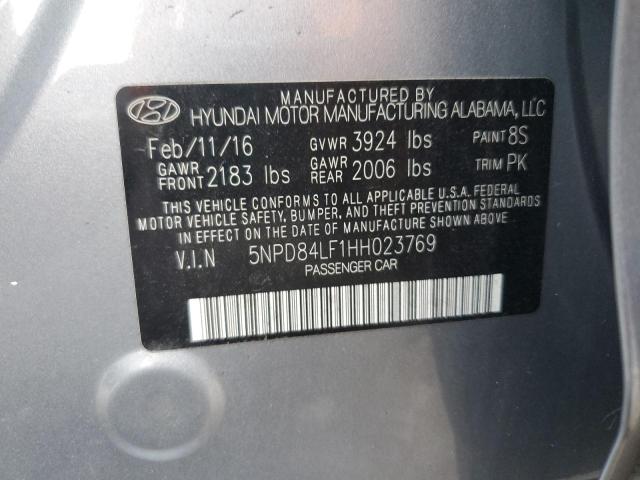 MANUFACTURED BY
HYUNDAI MOTOR MANUFACTURING ALABAMA, LLC
Feb/11/16 GVWR 3924 lbs PAINT 8S
GAWR FRONT 2183 lbs GAWR REAR 2006 lbs TRIM PK
THIS VEHICLE CONFORMS TO ALL APPLICABLE U.S.A. FEDERAL
MOTOR VEHICLE SAFETY, BUMPER, AND THEFT PREVENTION STANDARDS
IN EFFECT ON THE DATE OF MANUFACTURE SHOWN ABOVE.
V.I.N 5NPD84LF1HH023769
PASSENGER CAR